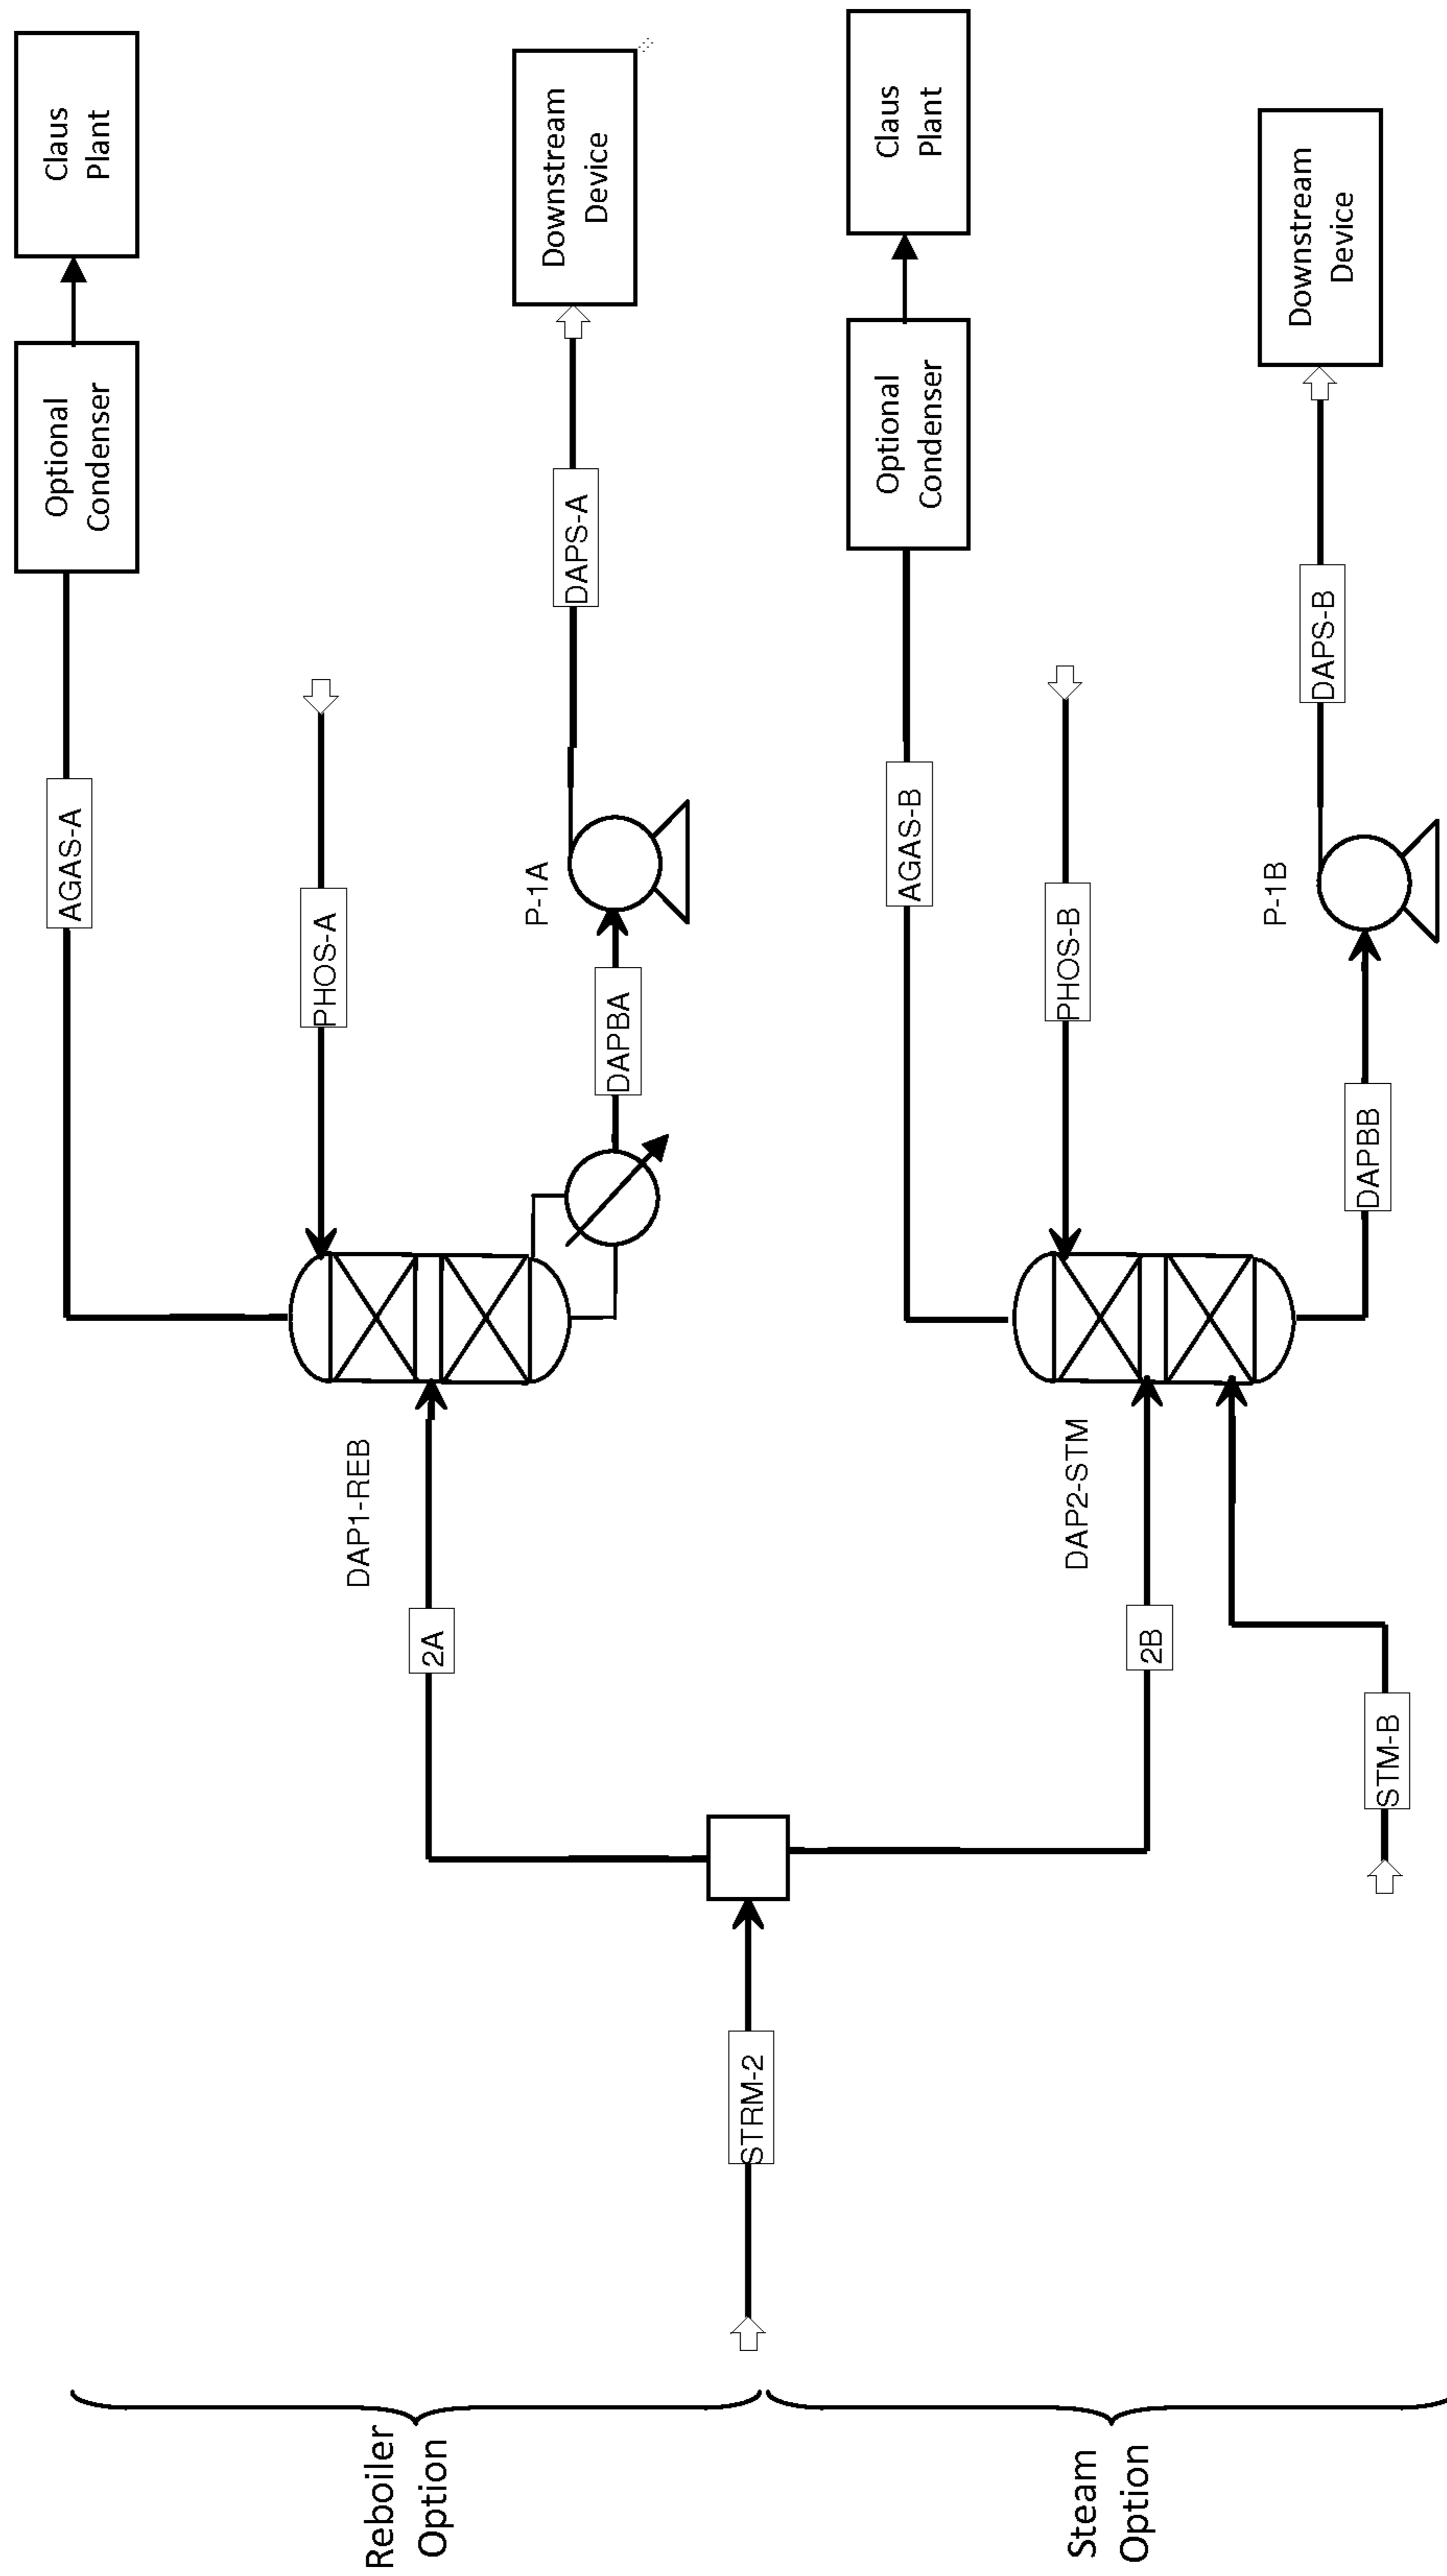 Reboiler
Option
STRM-2
2A
DAP1-REB
AGAS-A
Optional
Condenser
Claus
Plant
PHOS-A
DAPBA
P-1A
DAPS-A
Downstream
Device
Steam
Option
2B
STM-B
DAP2-STM
AGAS-B
Optional
Condenser
Claus
Plant
PHOS-B
DAPBB
P-1B
DAPS-B
Downstream
Device